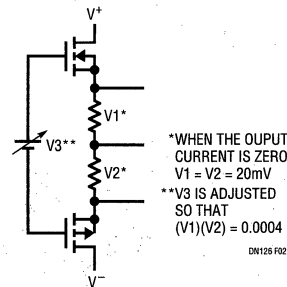 V+
V1*
V3**
V2*
*WHEN THE OUPUT
CURRENT IS ZERO
V1 = V2 = 20mV
**V3 IS ADJUSTED
SO THAT
(V1)(V2) = 0.0004
DN126 F02
V−